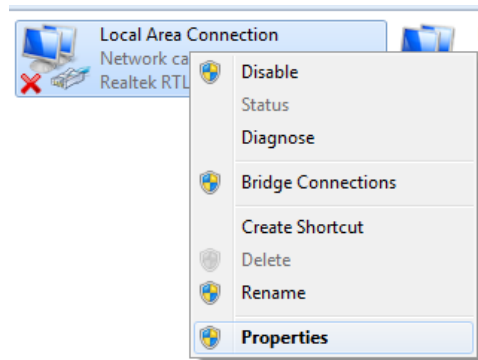 Local Area Connection
Network ca
Realtek RTL
Disable
Status
Diagnose
Bridge Connections
Create Shortcut
Delete
Rename
Properties